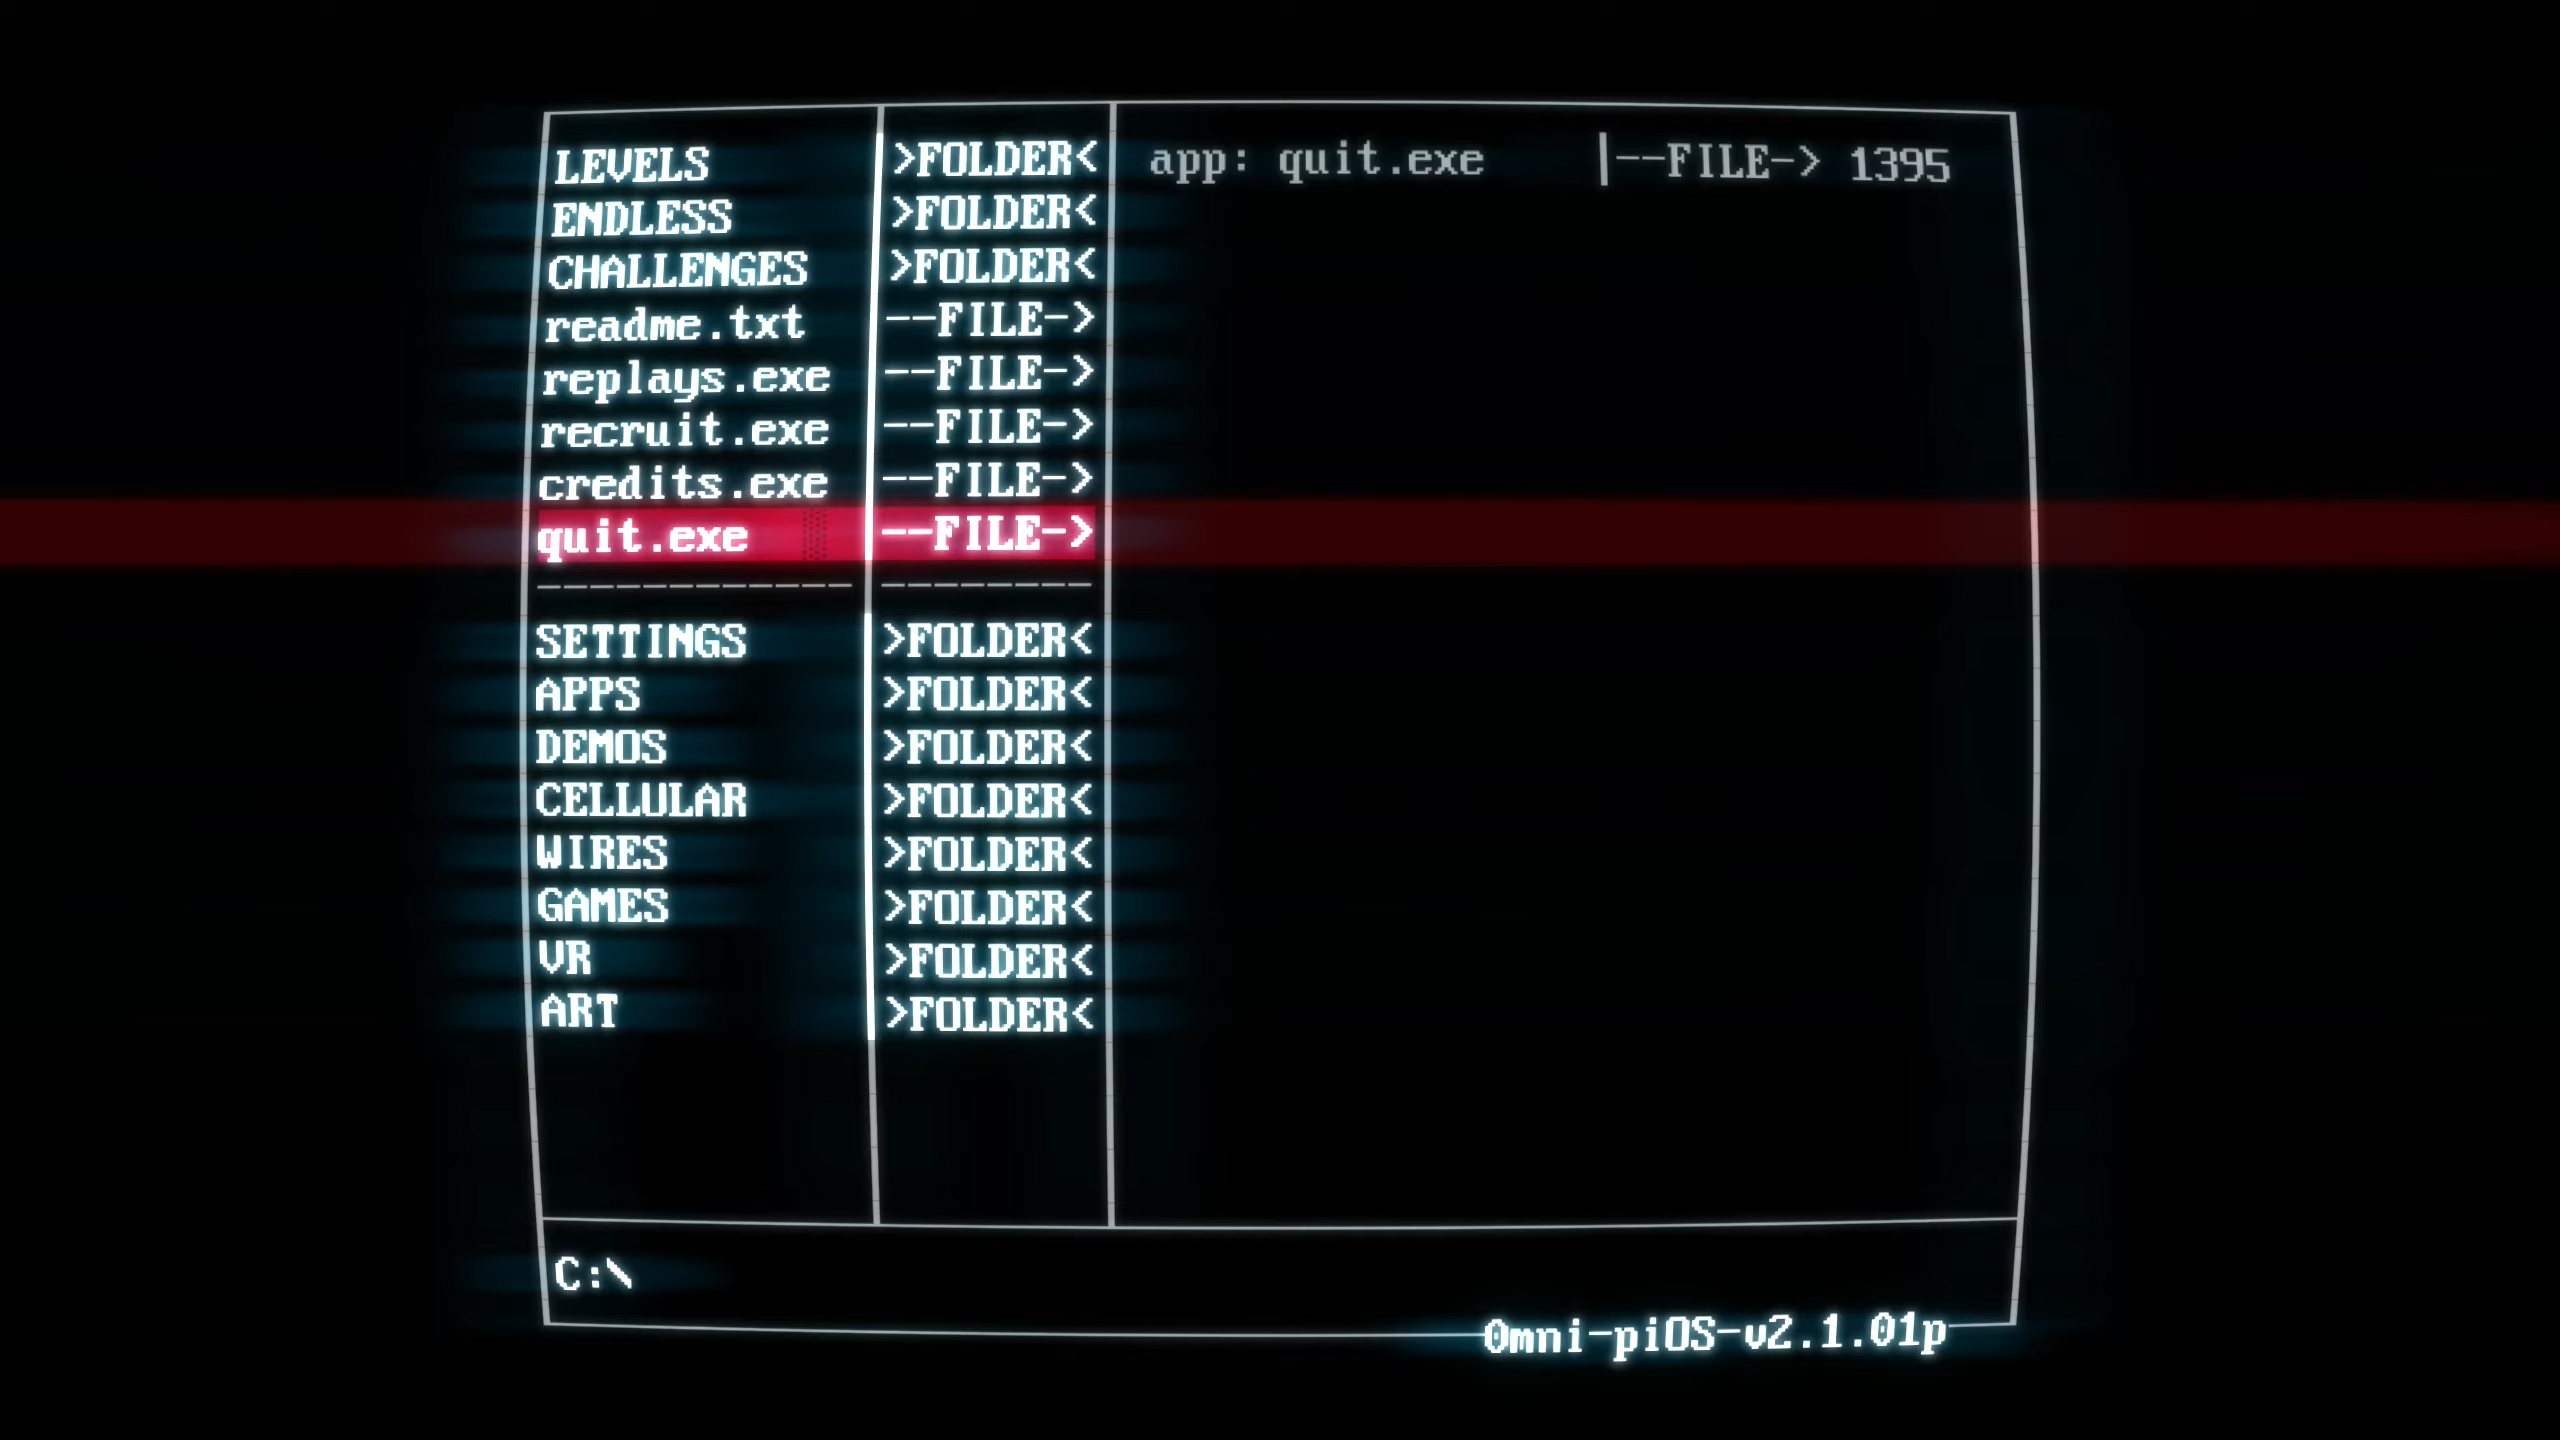 LEVELS >FOLDER< app: quit.exe |--FILE-> 1395
ENDLESS >FOLDER<
CHALLENGES >FOLDER<
readme.txt --FILE->
replays.exe --FILE->
recruit.exe --FILE->
credits.exe --FILE->
quit.exe --FILE->
SETTINGS >FOLDER<
APPS >FOLDER<
DEMOS >FOLDER<
CELLULAR >FOLDER<
WIRES >FOLDER<
GAMES >FOLDER<
VR >FOLDER<
ART >FOLDER<
C:\
0mni-piOS-v2.1.01p